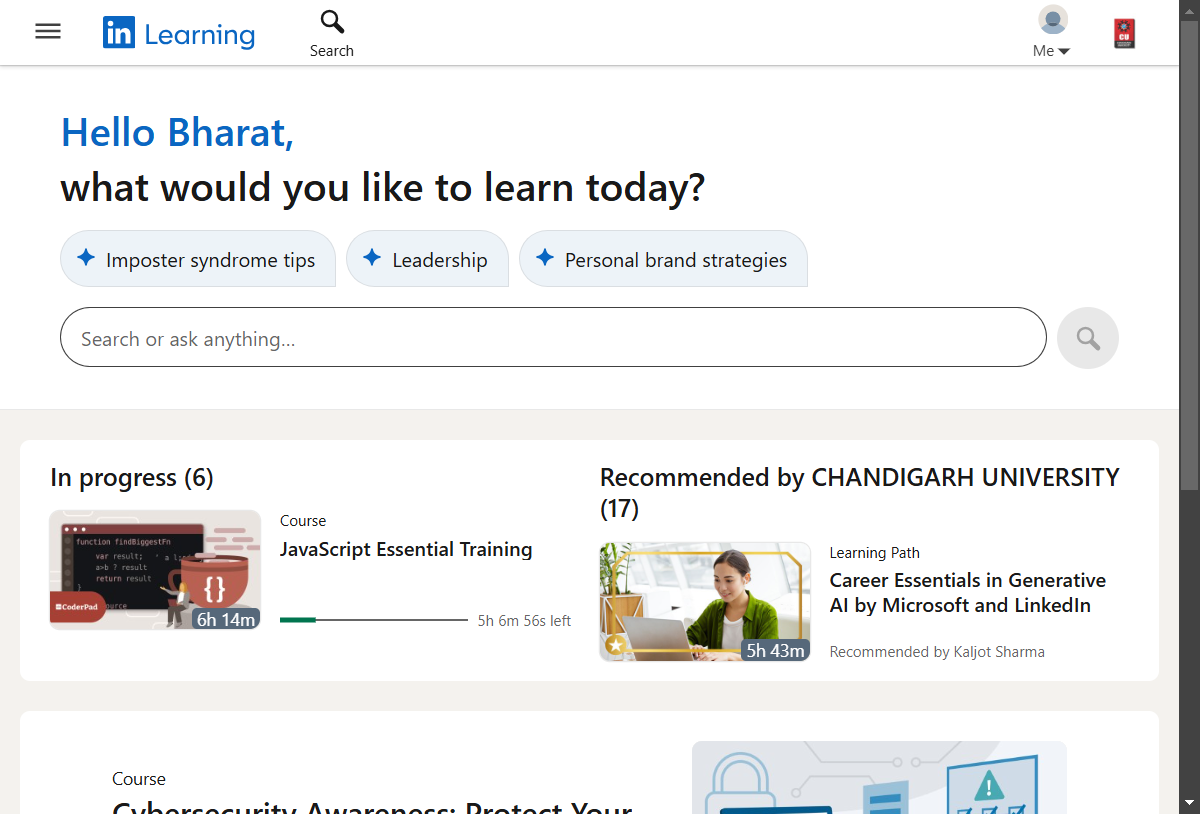 in Learning
Search
Me
CU
Hello Bharat,
what would you like to learn today?
Imposter syndrome tips
Leadership
Personal brand strategies
Search or ask anything…
In progress (6)
function findBiggestFn
var result;
a>b ? result
return result
}
{}
CoderPad
6h 14m
Course
JavaScript Essential Training
5h 6m 56s left
Recommended by CHANDIGARH UNIVERSITY
(17)
5h 43m
Learning Path
Career Essentials in Generative
AI by Microsoft and LinkedIn
Recommended by Kaljot Sharma
Course
Cybersecurity Awareness: Protect Your